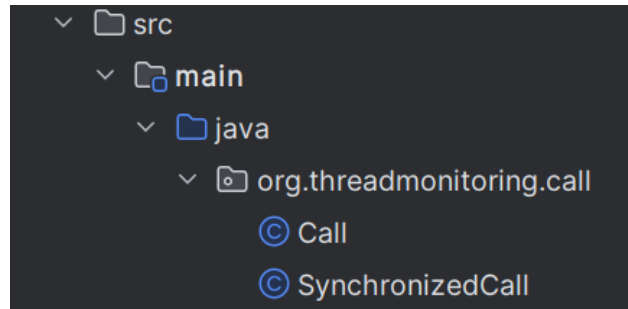 src
main
java
org.threadmonitoring.call
C Call
C SynchronizedCall